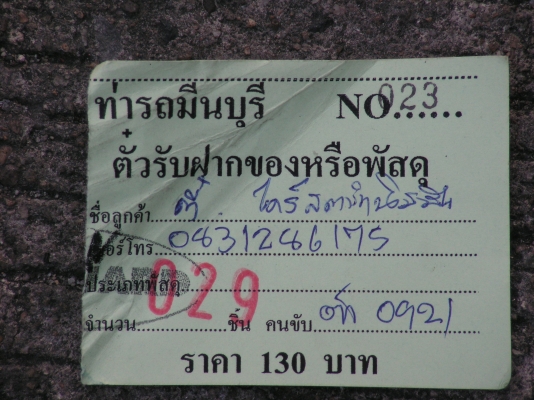 ท่ารถมีนบุรี NO.023......
ตั๋วรับฝากของหรือพัสดุ
ชื่อลูกค้า
เบอร์โทร. 0831286175
ประเภทพัสดุ
029
จำนวน..............ชิ้น คนขับ... 0921
ราคา 130 บาท